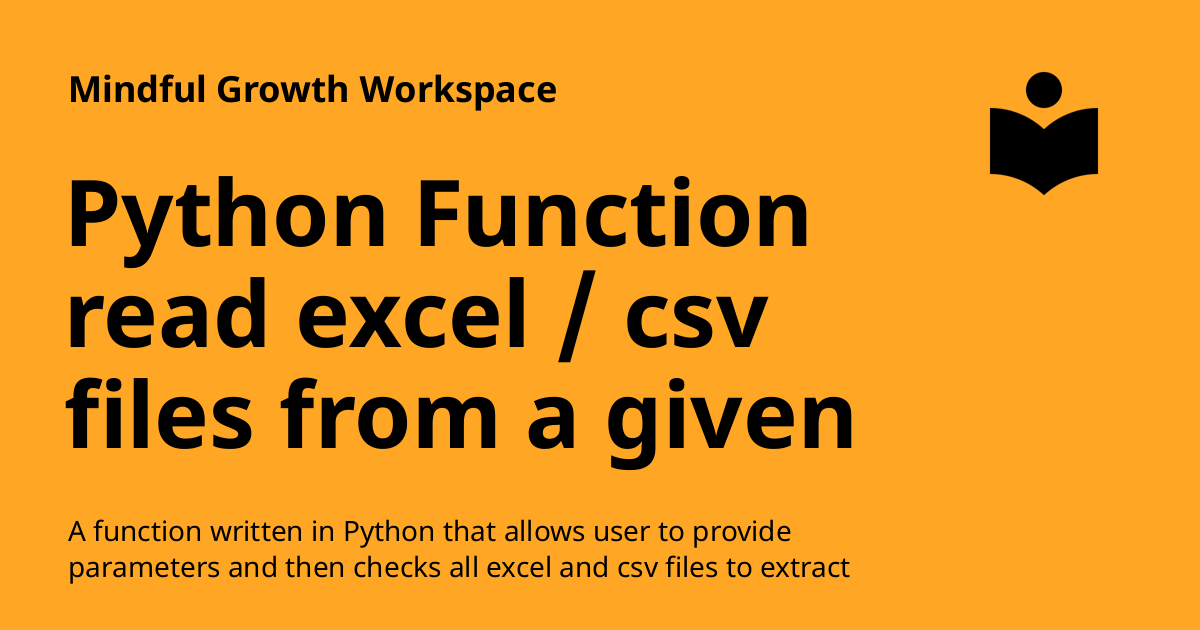 Mindful Growth Workspace
Python Function
read excel / csv
files from a given
A function written in Python that allows user to provide
parameters and then checks all excel and csv files to extract